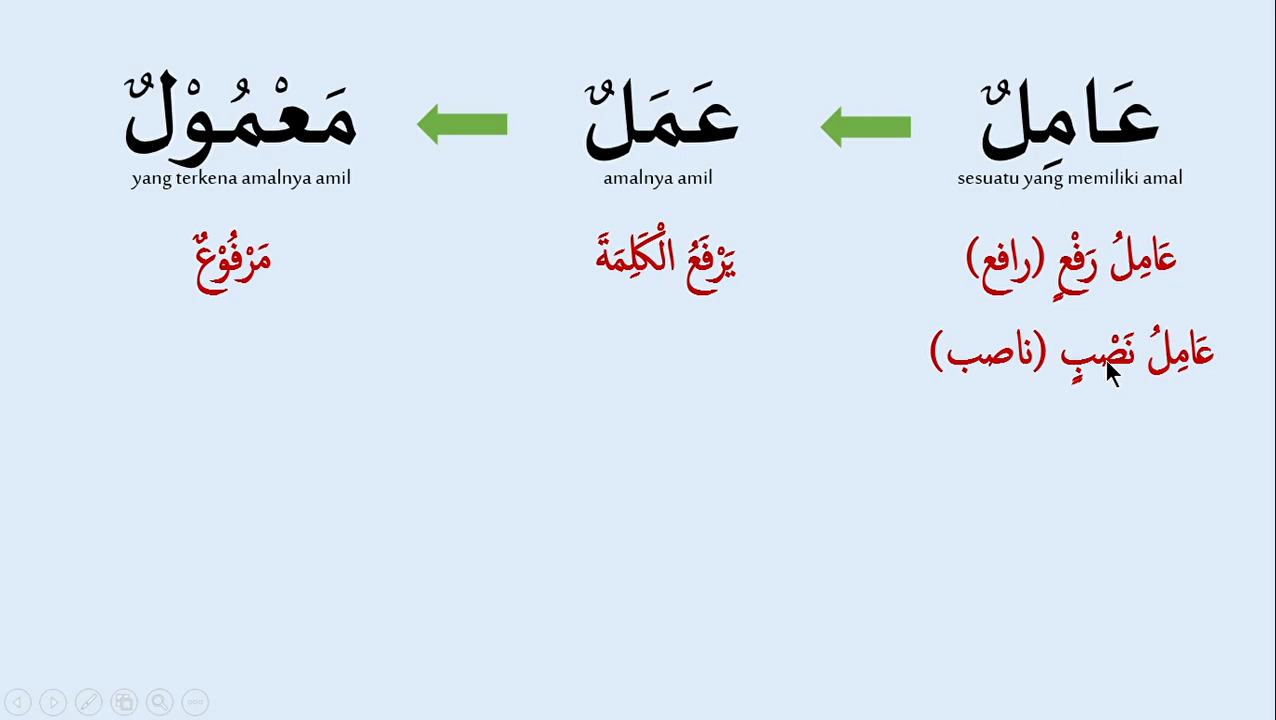 عَامِلٌ عَمَلٌ مَعْمُوْلٌ
sesuatu yang memiliki amal amalnya amil yang terkena amalnya amil
عَامِلُ رَفْعٍ (رافع) يَرْفَعُ الْكَلِمَةَ مَرْفُوْعٌ
عَامِلُ نَصْبٍ (ناصب)